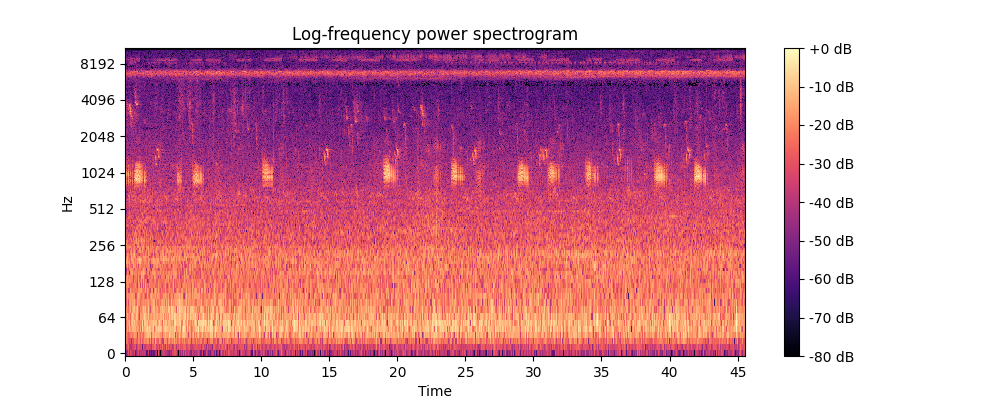 Log-frequency power spectrogram
Hz
8192
4096
2048
1024
512
256
128
64
0
0 5 10 15 20 25 30 35 40 45
Time
+0 dB
-10 dB
-20 dB
-30 dB
-40 dB
-50 dB
-60 dB
-70 dB
-80 dB